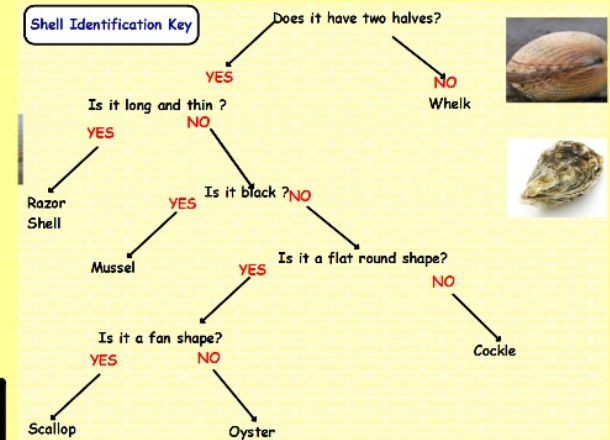 Shell Identification Key
Does it have two halves?
YES
NO
Whelk
Is it long and thin ?
YES
NO
Razor
Shell
Is it black ?
YES
NO
Mussel
Is it a flat round shape?
YES
NO
Cockle
Is it a fan shape?
YES
NO
Scallop
Oyster